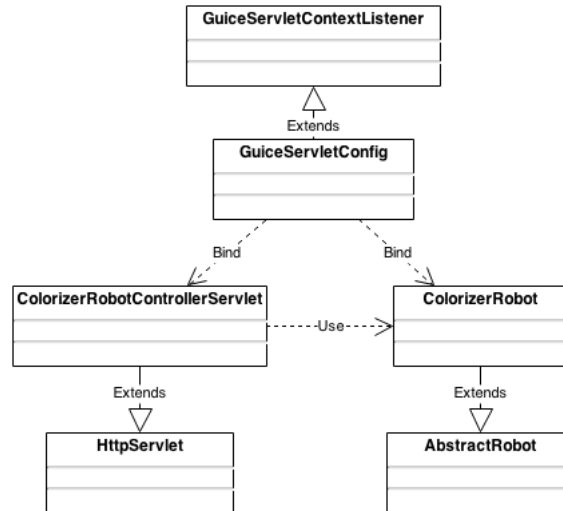 GuiceServletContextListener
Extends
GuiceServletConfig
Bind
Bind
ColorizerRobotControllerServlet
Use
ColorizerRobot
Extends
Extends
HttpServlet
AbstractRobot